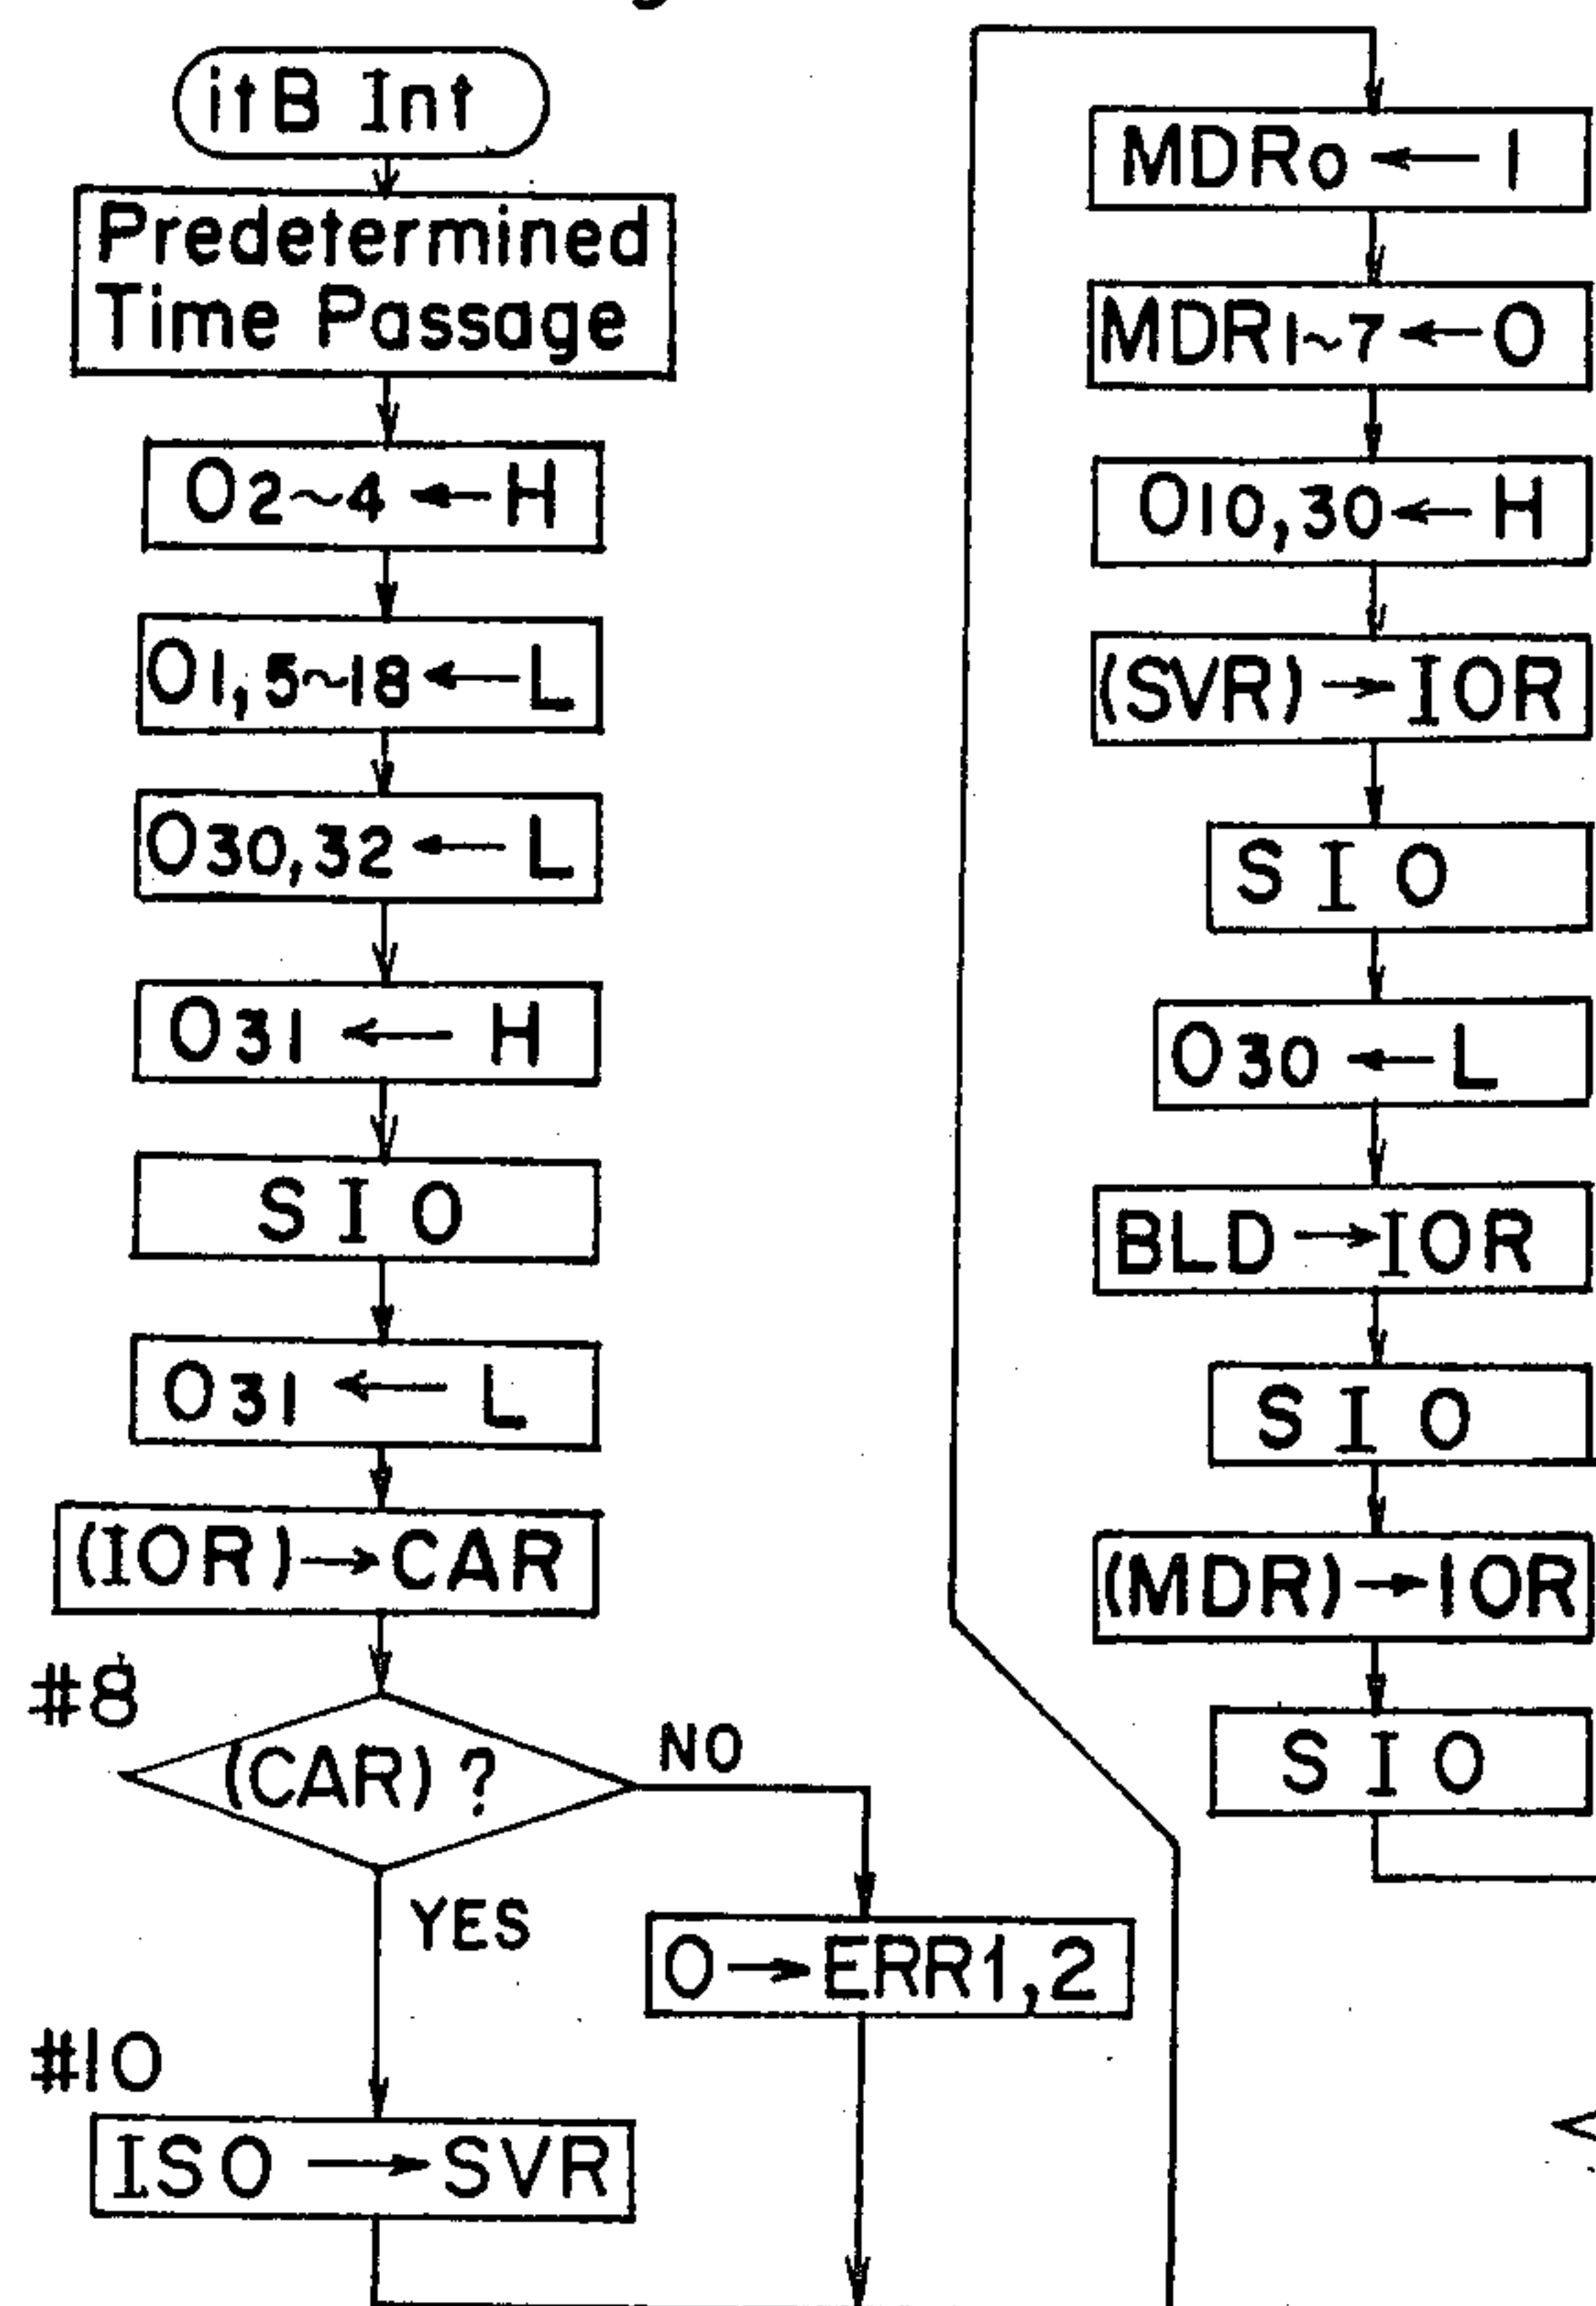 itB Int
Predetermined
Time Passage
O2~4 ← H
O1,5~18 ← L
O30,32 ← L
O31 ← H
SIO
O31 ← L
(IOR) → CAR
#8
(CAR)?
NO
YES
O → ERR1,2
#10
ISO → SVR
MDR0 ← 1
MDR1~7 ← O
O10,30 ← H
(SVR) → IOR
SIO
O30 ← L
BLD → IOR
SIO
(MDR) → IOR
SIO